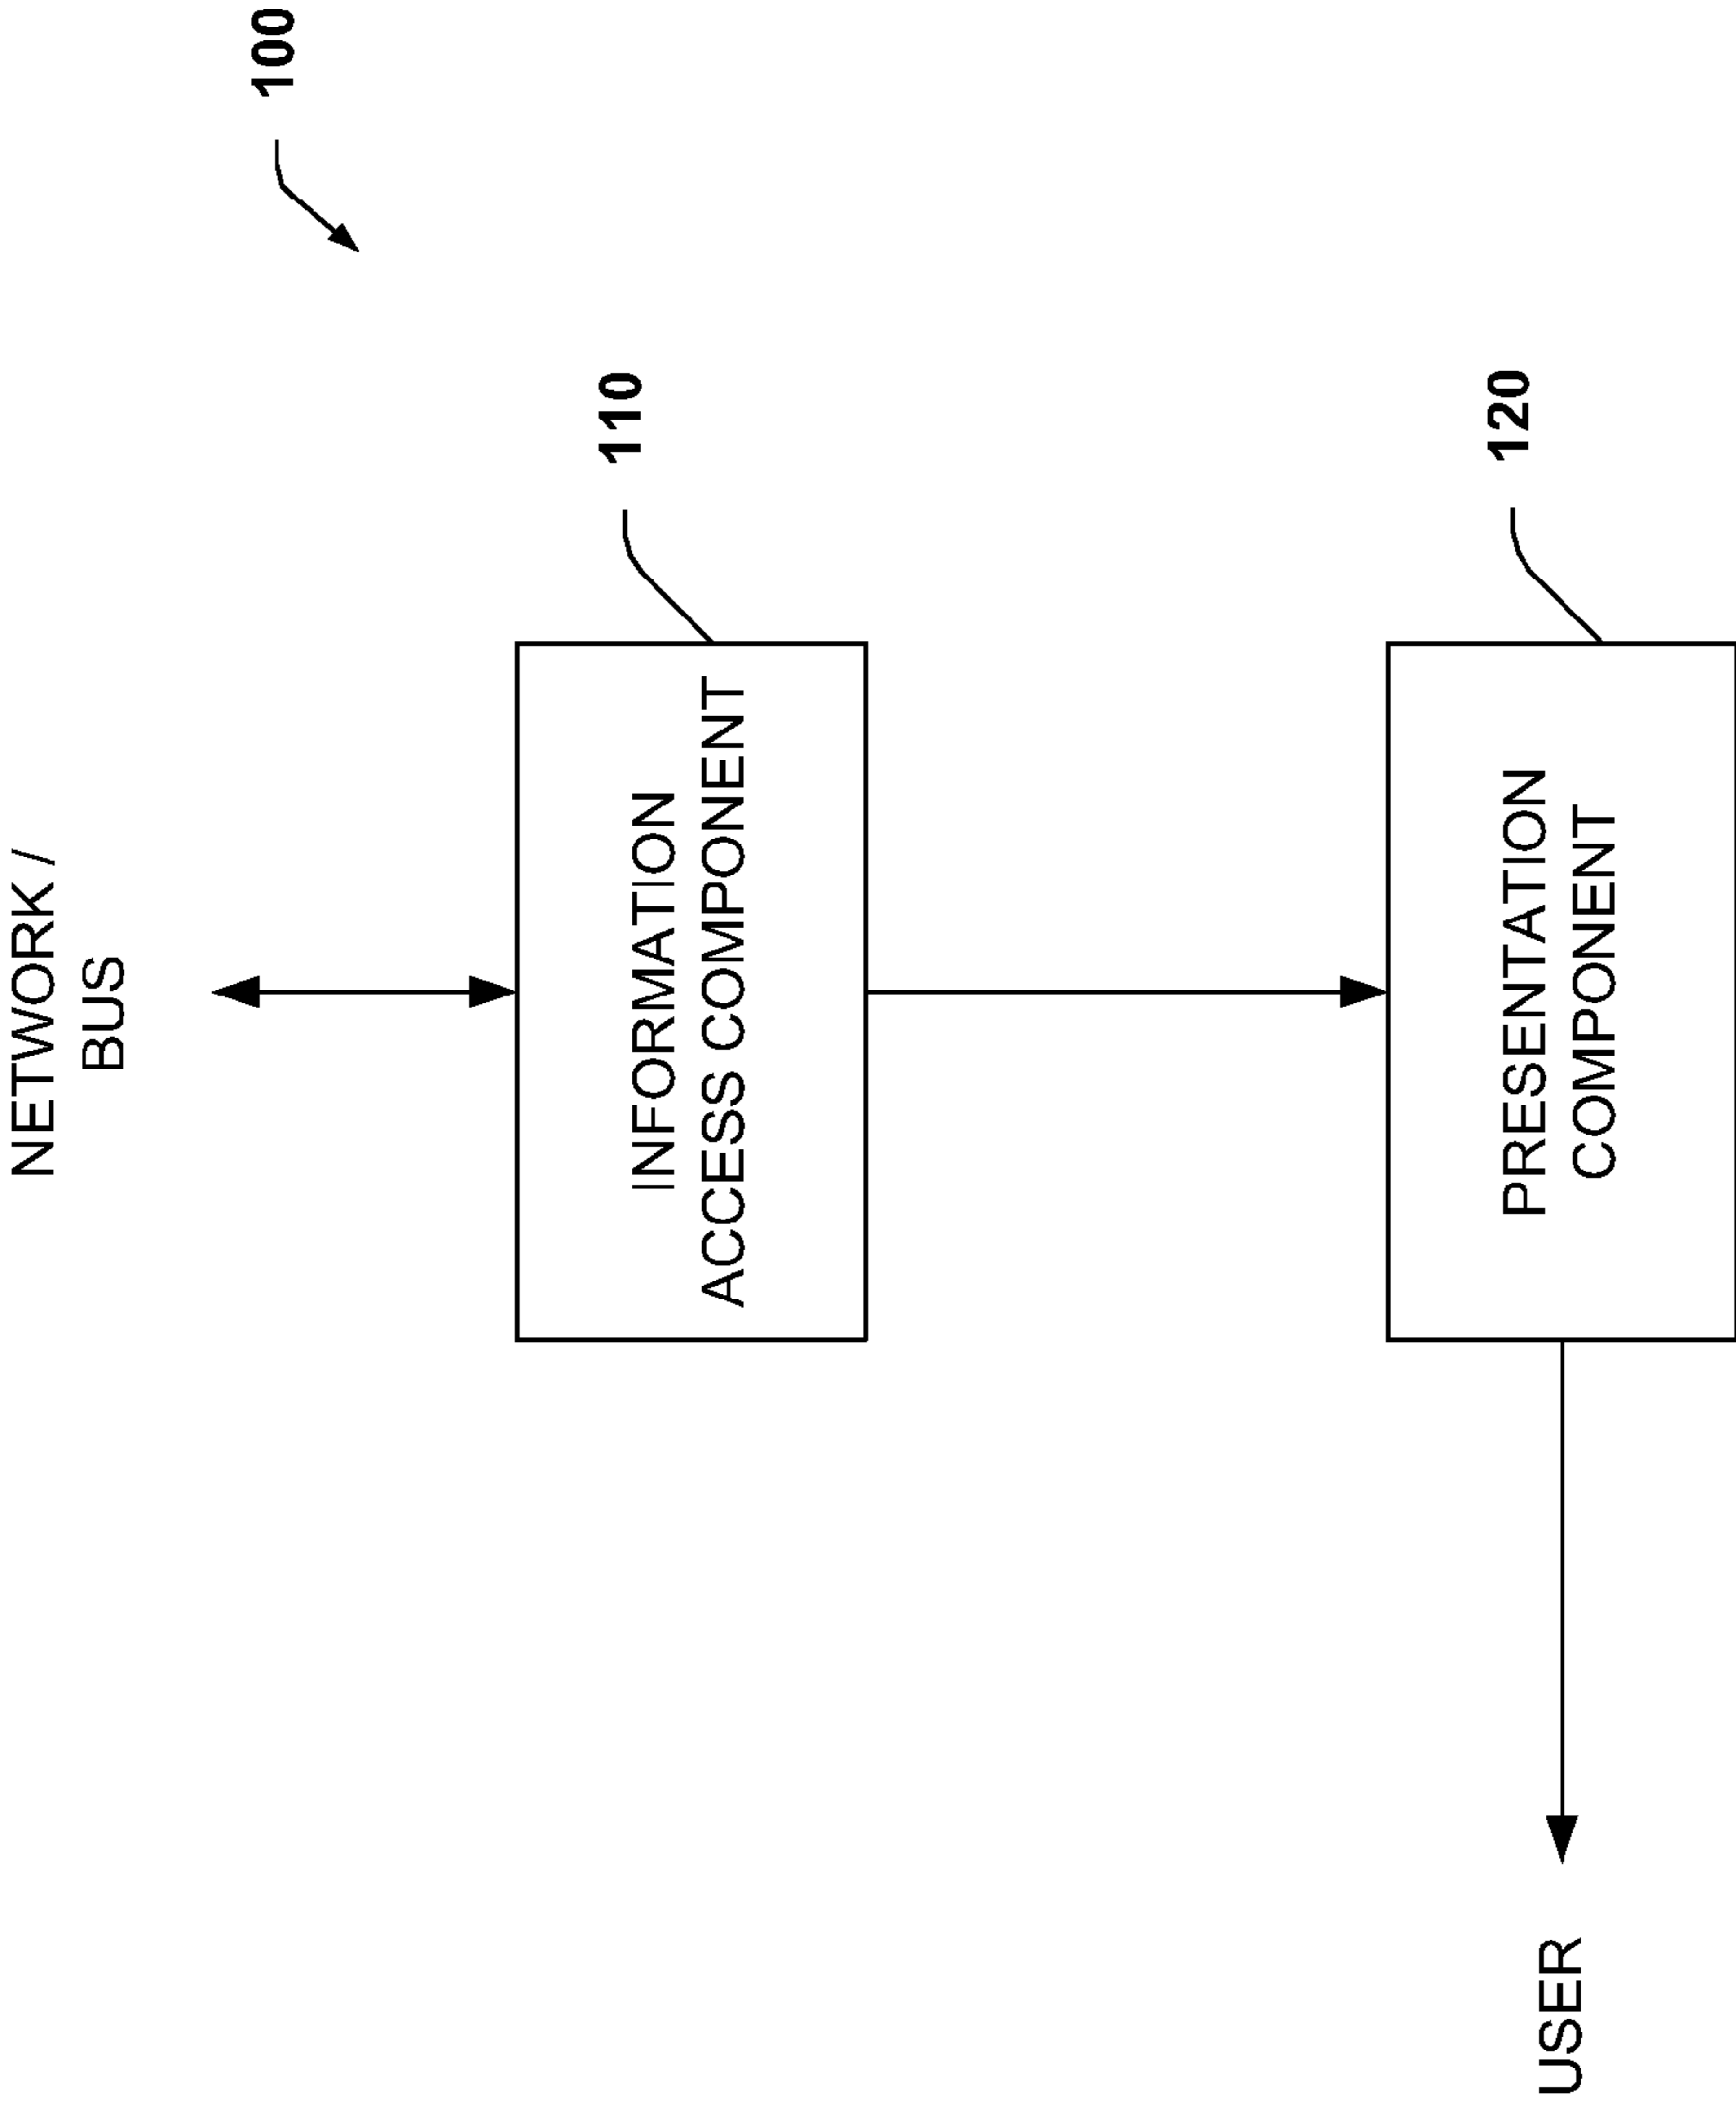 100
NETWORK /
BUS
110
INFORMATION
ACCESS COMPONENT
120
PRESENTATION
COMPONENT
USER